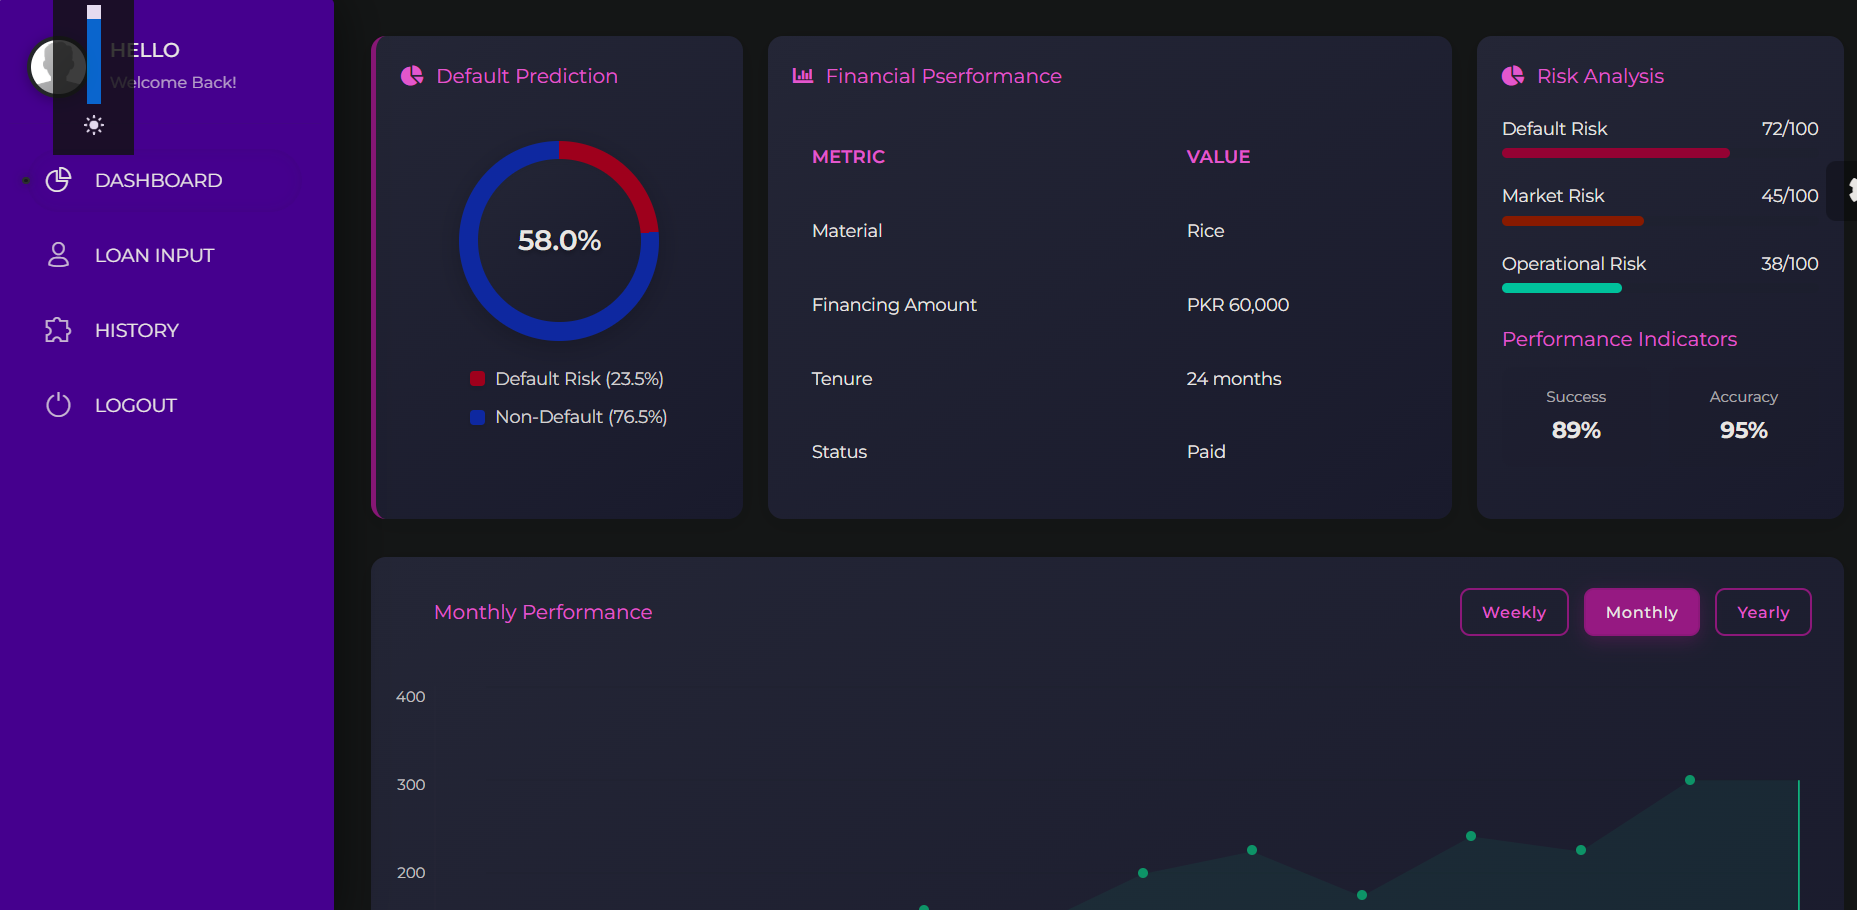 HELLO
Welcome Back!
DASHBOARD
LOAN INPUT
HISTORY
LOGOUT
Default Prediction
58.0%
Default Risk (23.5%)
Non-Default (76.5%)
Financial Pserformance
METRIC VALUE
Material Rice
Financing Amount PKR 60,000
Tenure 24 months
Status Paid
Risk Analysis
Default Risk 72/100
Market Risk 45/100
Operational Risk 38/100
Performance Indicators
Success Accuracy
89% 95%
Monthly Performance
Weekly Monthly Yearly
400
300
200